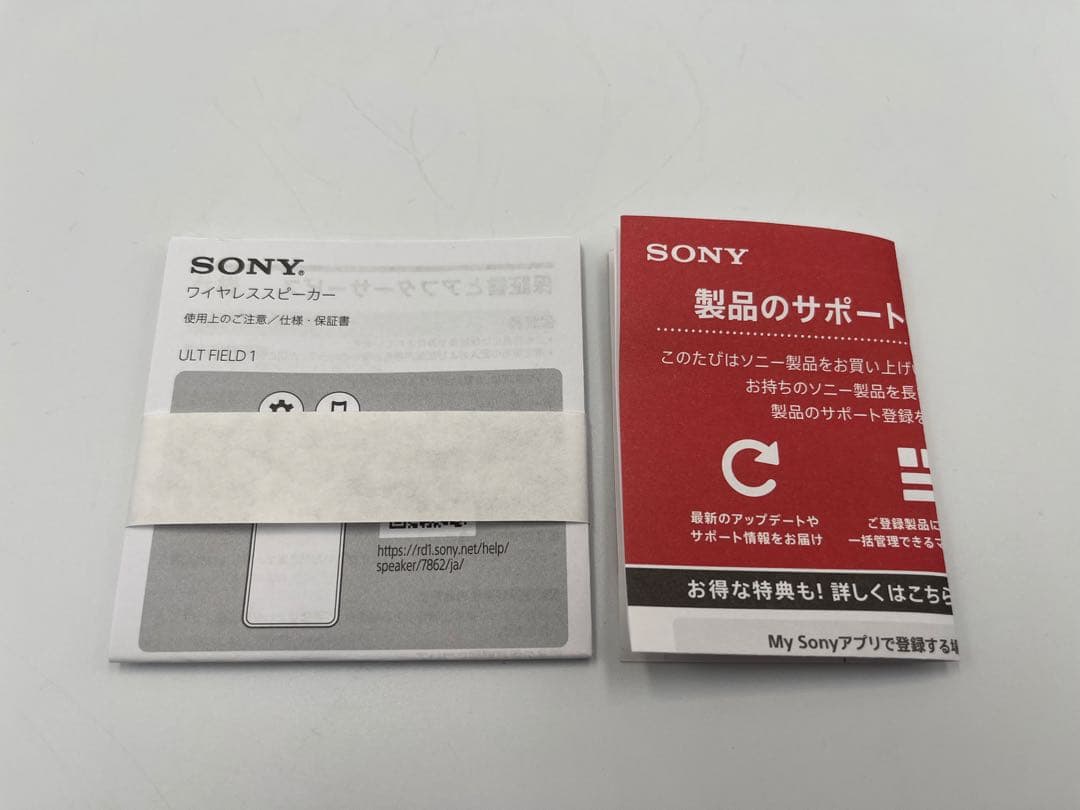 SONY®
ワイヤレススピーカー
使用上のご注意／仕様・保証書
ULT FIELD 1
https://rd1.sony.net/help/
speaker/7862/ja/
SONY
製品のサポート
このたびはソニー製品をお買い上げ
お持ちのソニー製品を長
製品のサポート登録を
最新のアップデートや
サポート情報をお届け
ご登録製品に
一括管理できる
お得な特典も！詳しくはこちら
My Sonyアプリで登録する場